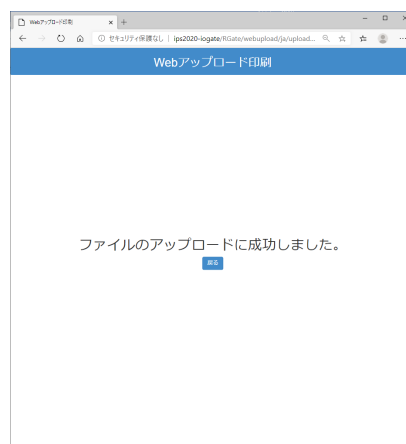 Webアップロード印刷
セキュリティ保護なし | ips2020-iogate/RGate/webupload/ja/upload...
Webアップロード印刷
ファイルのアップロードに成功しました。
戻る